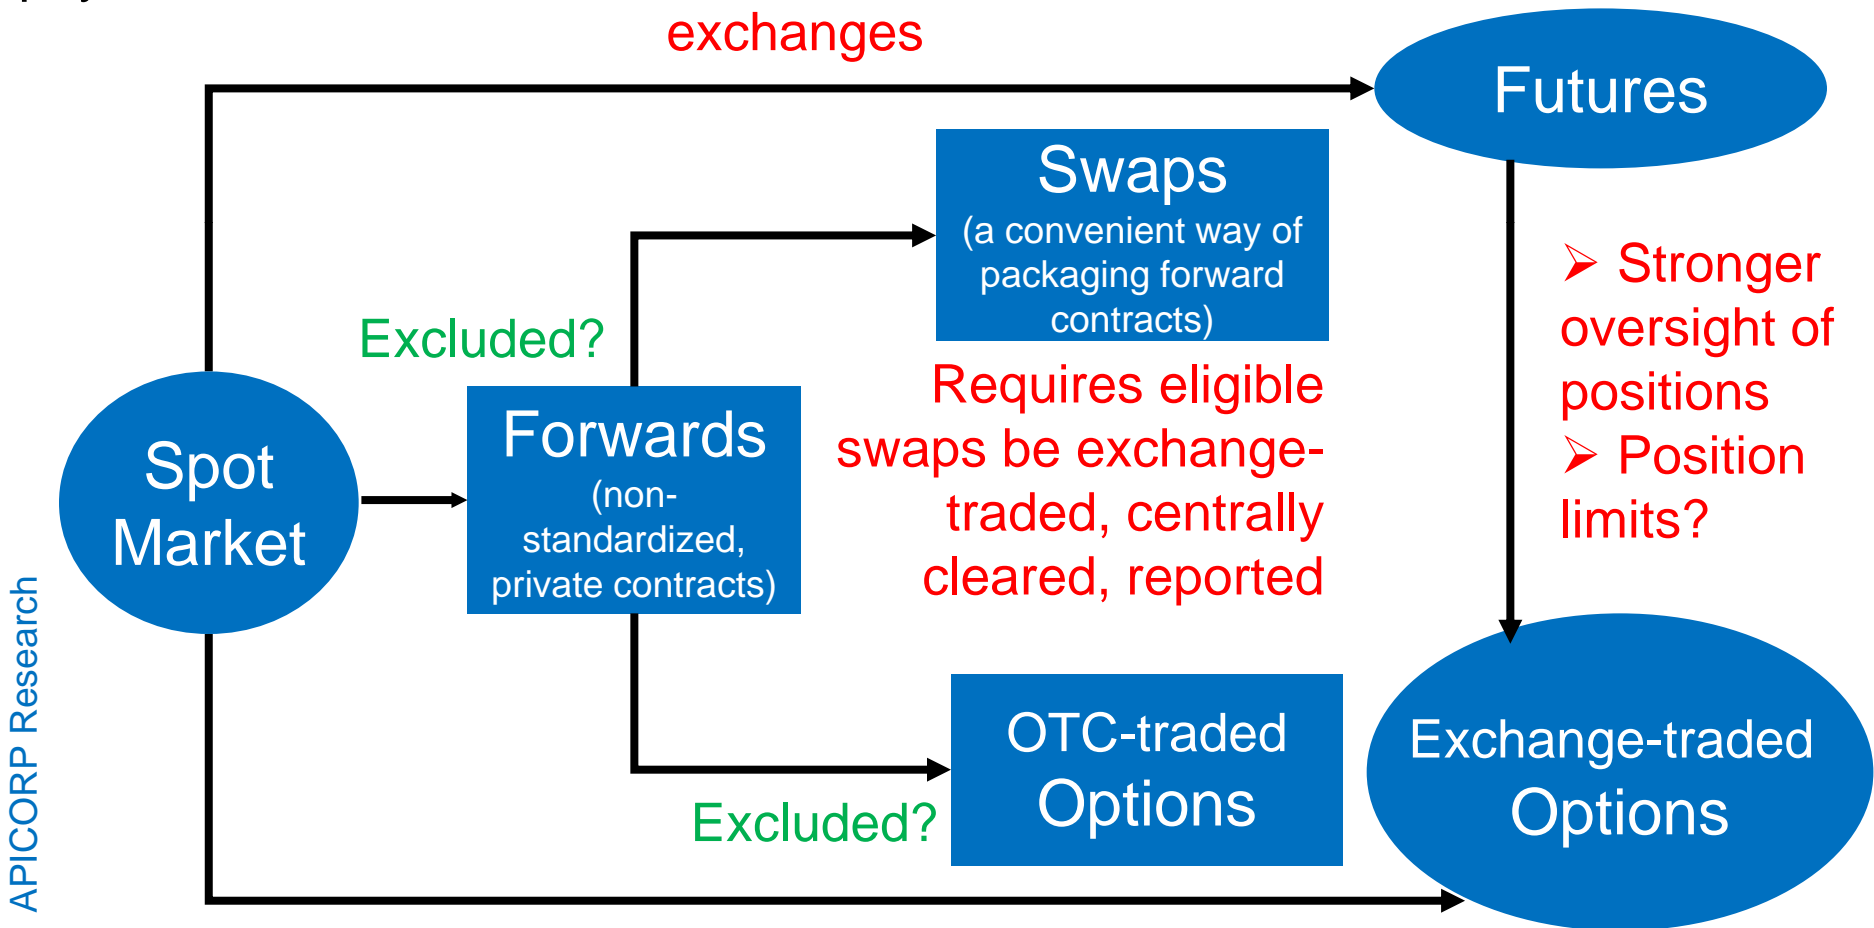 exchanges
Futures
Swaps
(a convenient way of
packaging forward
contracts)
➢ Stronger
oversight of
positions
➢ Position
limits?
Excluded?
Requires eligible
swaps be exchange-
traded, centrally
cleared, reported
Forwards
(non-
standardized,
private contracts)
Spot
Market
OTC-traded
Options
Excluded?
Exchange-traded
Options
APICORP Research